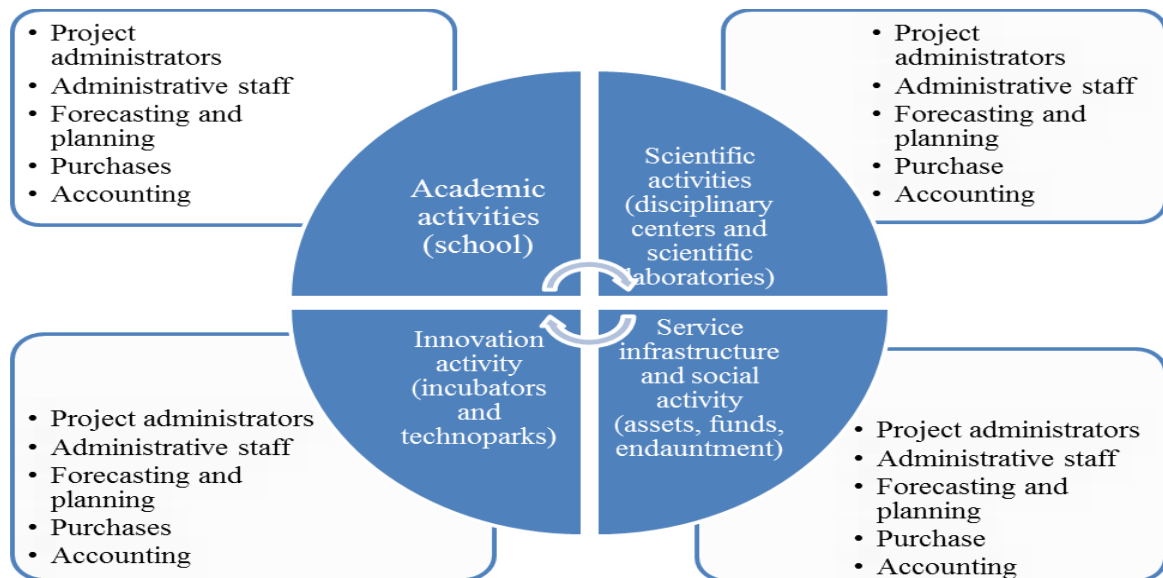 • Project
administrators
• Administrative staff
• Forecasting and
planning
• Purchases
• Accounting
• Project
administrators
• Administrative staff
• Forecasting and
planning
• Purchase
• Accounting
Academic
activities
(school)
Scientific
activities
(disciplinary
centers and
scientific
laboratories)
Innovation
activity
(incubators
and
technoparks)
Service
infrastructure
and social
activity
(assets, funds,
endauntment)
• Project administrators
• Administrative staff
• Forecasting and
planning
• Purchases
• Accounting
• Project administrators
• Administrative staff
• Forecasting and
planning
• Purchase
• Accounting